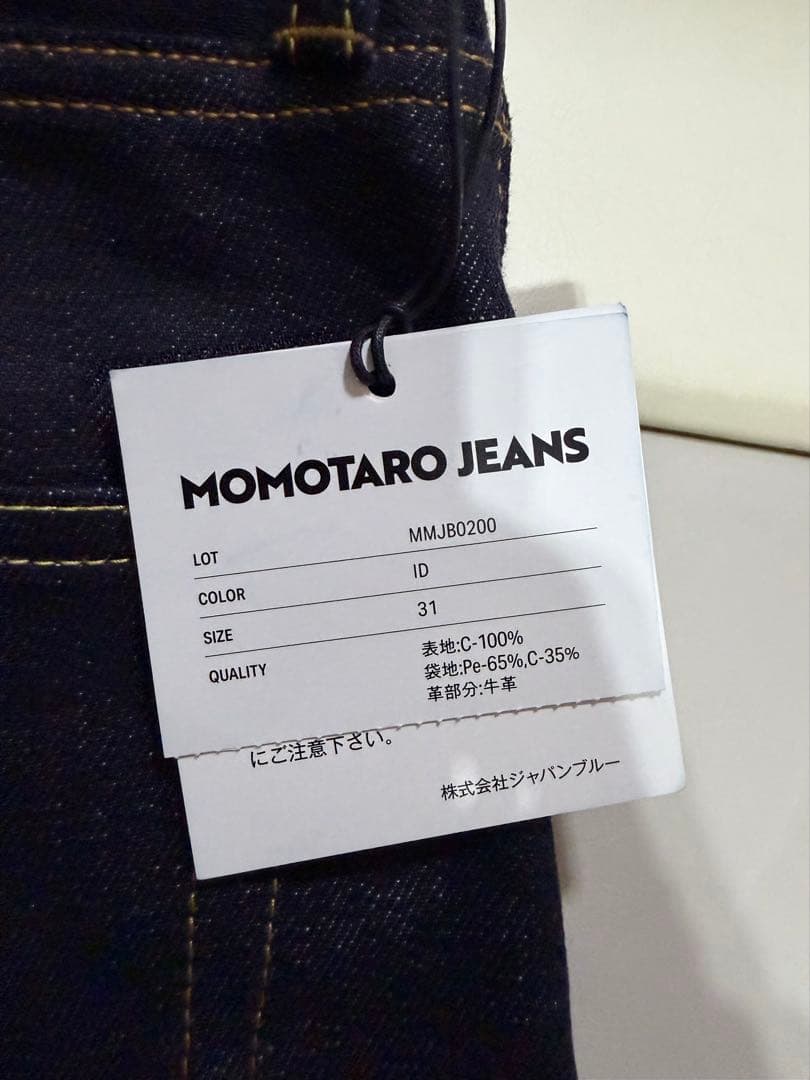 MOMOTARO JEANS
LOT MMJB0200
COLOR ID
SIZE 31
QUALITY 表地:C-100%
袋地:Pe-65%,C-35%
革部分:牛革
にご注意下さい。
株式会社ジャパンブルー